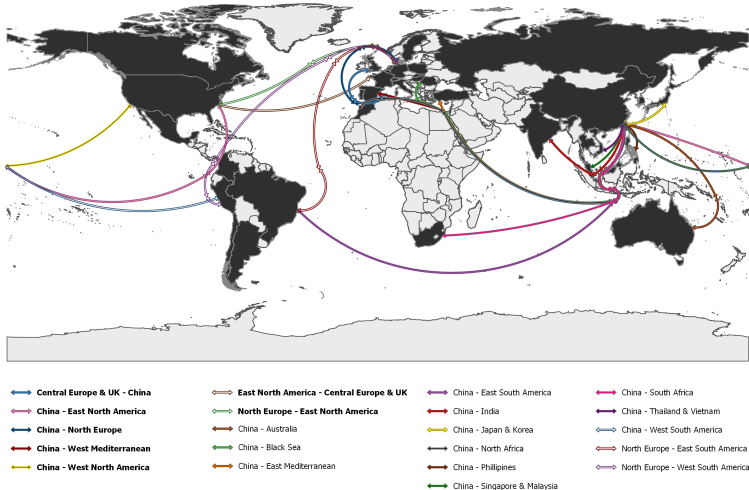 Central Europe & UK - China
China - East North America
China - North Europe
China - West Mediterranean
China - West North America
East North America - Central Europe & UK
North Europe - East North America
China - Australia
China - Black Sea
China - East Mediterranean
China - East South America
China - India
China - Japan & Korea
China - North Africa
China - Phillipines
China - Singapore & Malaysia
China - South Africa
China - Thailand & Vietnam
China - West South America
North Europe - East South America
North Europe - West South America